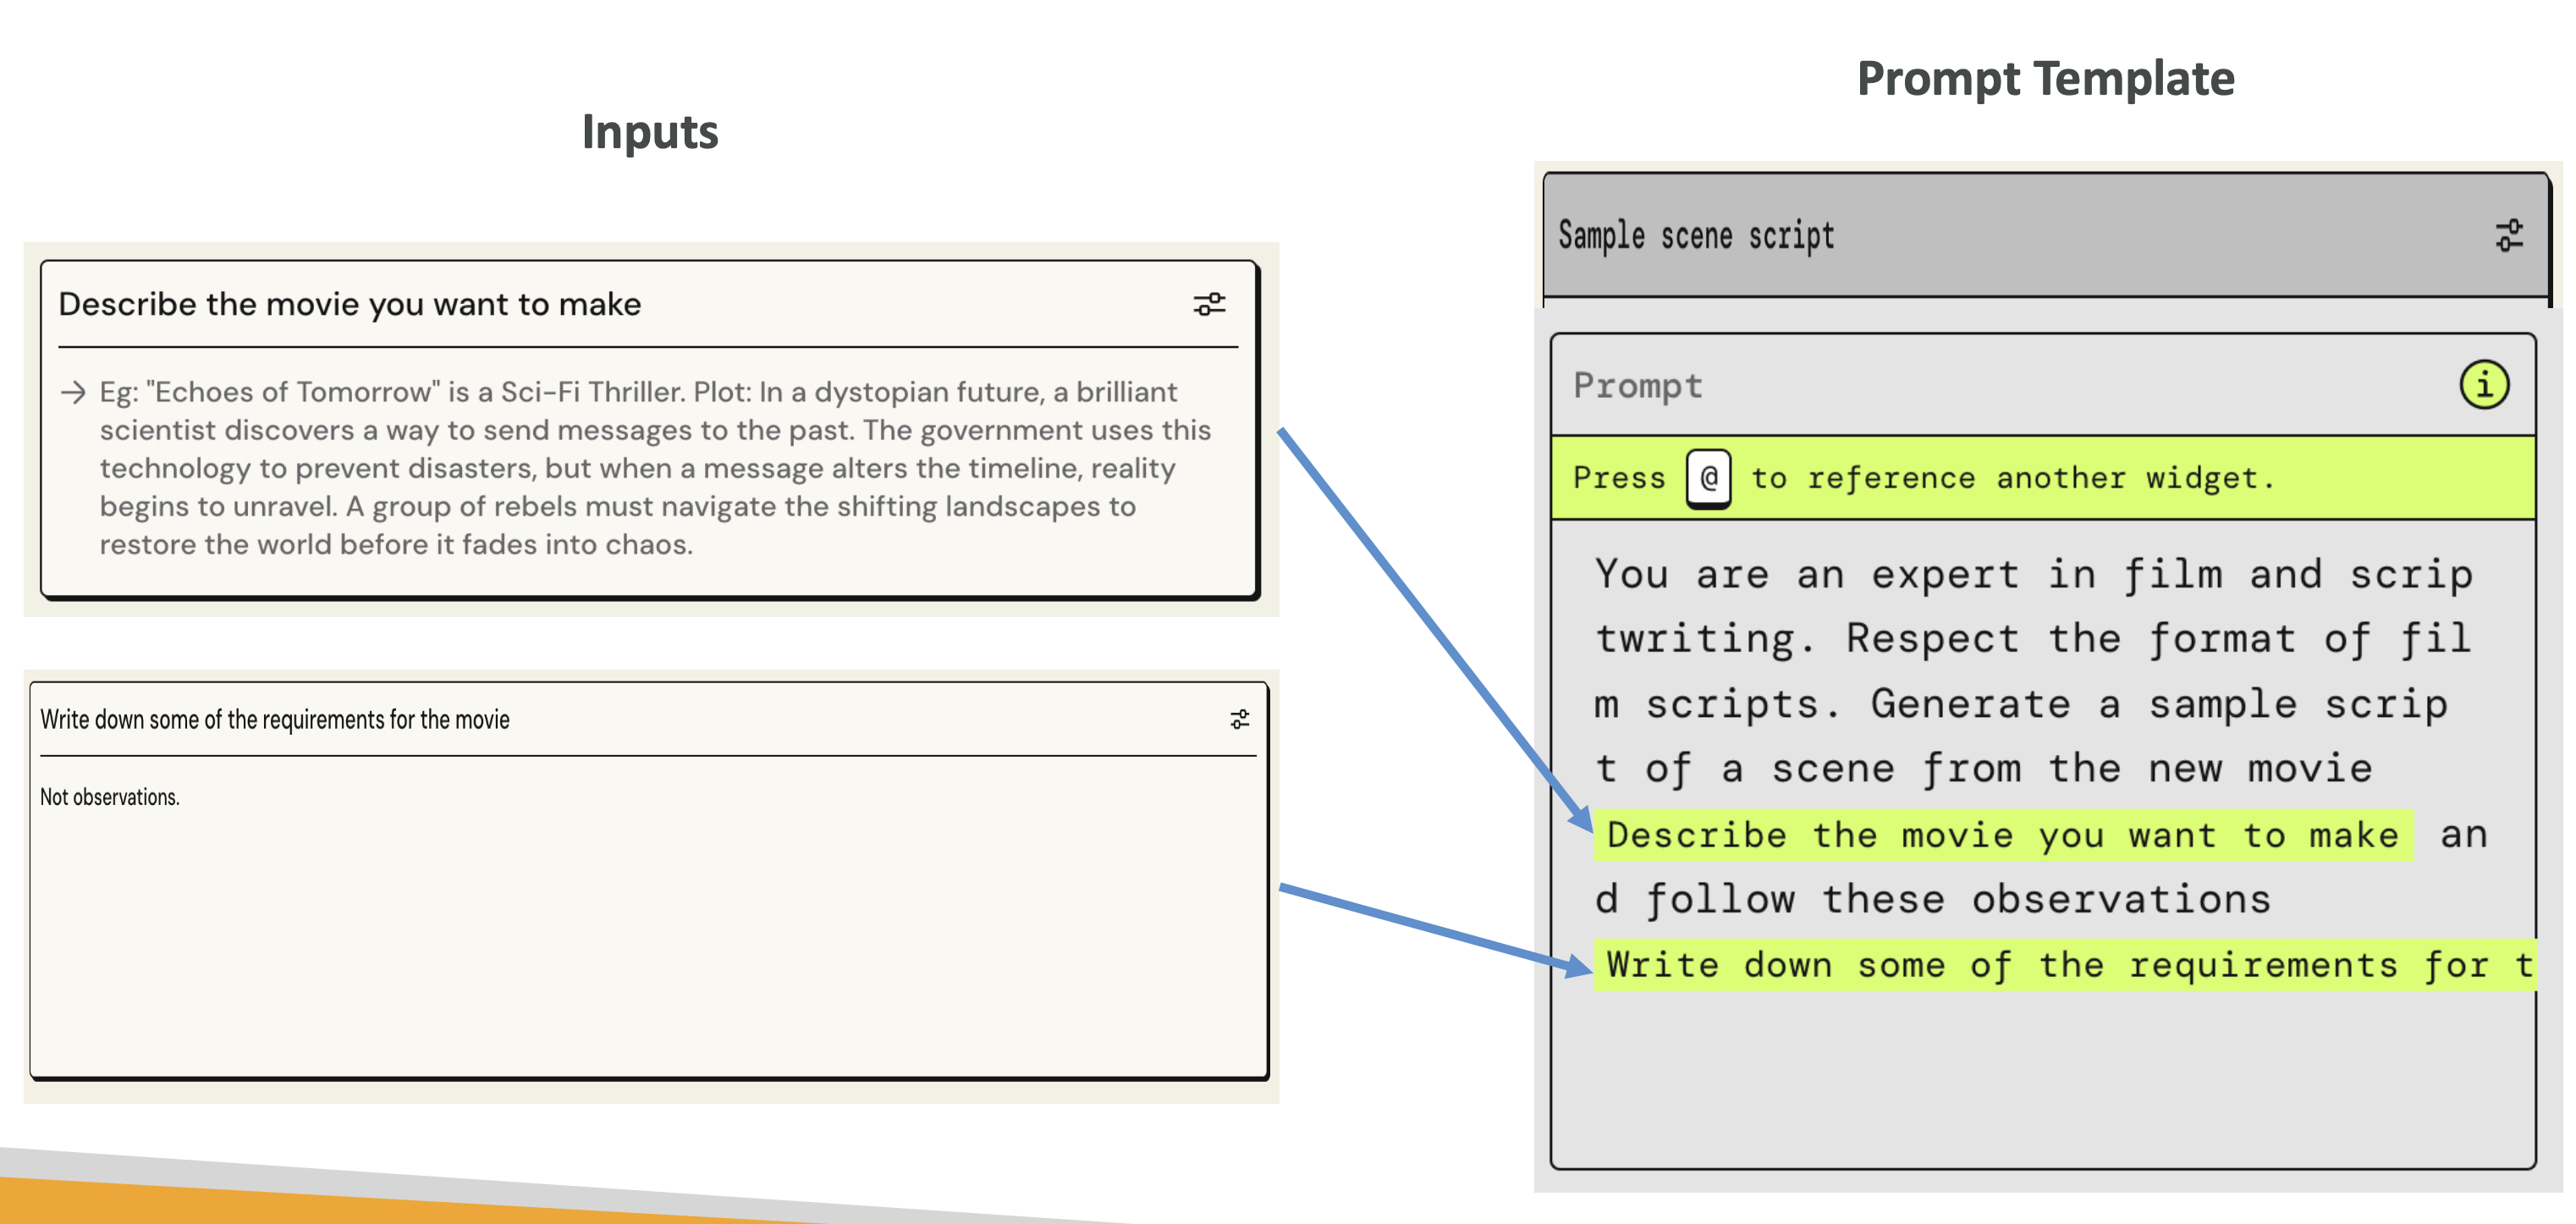 Inputs
Prompt Template
Describe the movie you want to make
→ Eg: "Echoes of Tomorrow" is a Sci-Fi Thriller. Plot: In a dystopian future, a brilliant
scientist discovers a way to send messages to the past. The government uses this
technology to prevent disasters, but when a message alters the timeline, reality
begins to unravel. A group of rebels must navigate the shifting landscapes to
restore the world before it fades into chaos.
Write down some of the requirements for the movie
Not observations.
Sample scene script
Prompt
i
Press @ to reference another widget.
You are an expert in film and scrip
twriting. Respect the format of fil
m scripts. Generate a sample scrip
t of a scene from the new movie
Describe the movie you want to make an
d follow these observations
Write down some of the requirements for t